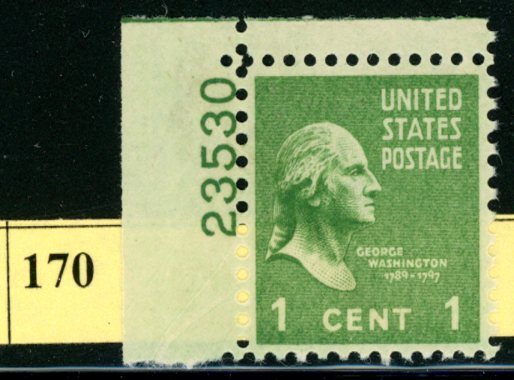 23530
UNITED
STATES
POSTAGE
GEORGE
WASHINGTON
1789-1797
1 CENT 1
170